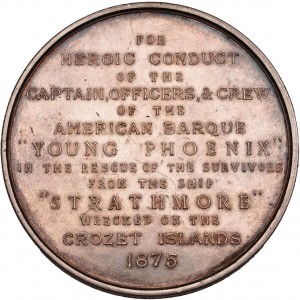 FOR
HEROIC CONDUCT
OF THE
CAPTAIN, OFFICERS, & CREW
OF THE
AMERICAN BARQUE
"YOUNG PHOENIX"
IN THE RESCUE OF THE SURVIVORS
FROM THE SHIP
"STRATHMORE"
WRECKED ON THE
CROZET ISLANDS
1875